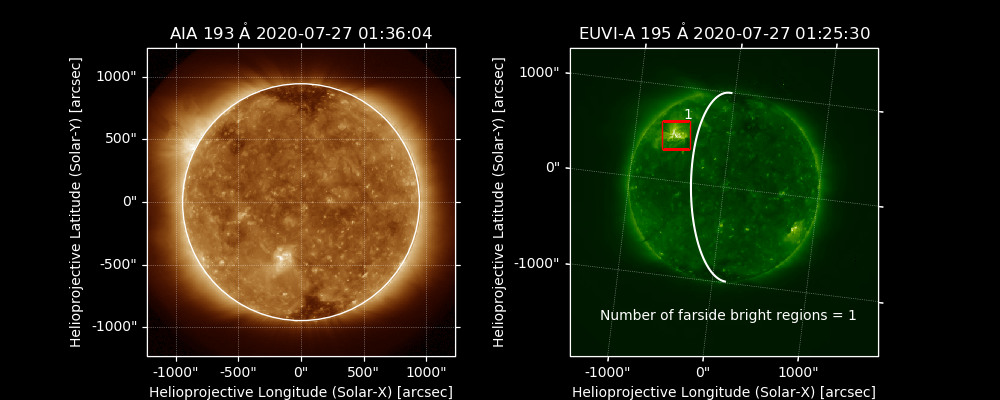 AIA 193 Å 2020-07-27 01:36:04
1000"
500"
0"
-500"
-1000"
-1000"
-500"
0"
500"
1000"
Helioprojective Longitude (Solar-X) [arcsec]
Helioprojective Latitude (Solar-Y) [arcsec]
EUVI-A 195 Å 2020-07-27 01:25:30
1000"
0"
-1000"
1
Number of farside bright regions = 1
-1000"
0"
1000"
Helioprojective Longitude (Solar-X) [arcsec]
Helioprojective Latitude (Solar-Y) [arcsec]